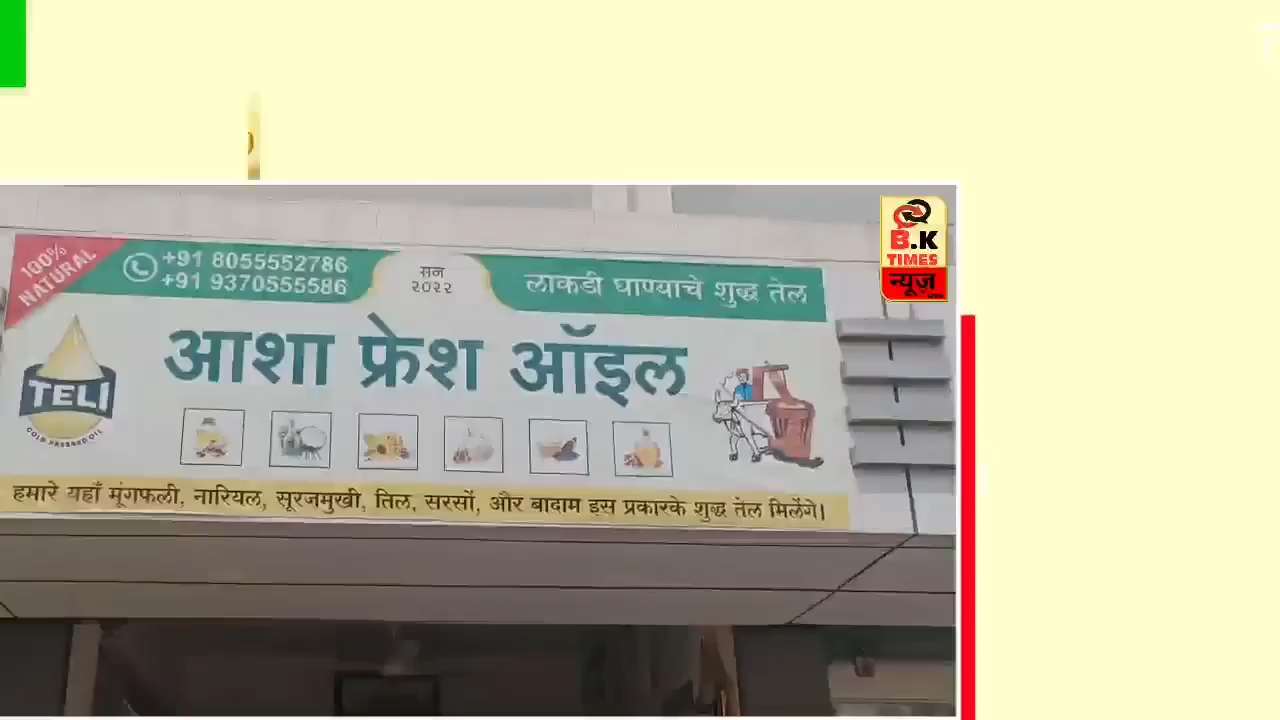 100%
NATURAL
+91 8055552786
+91 9370555586
सन
२०२२
लाकडी घाण्याचे शुद्ध तेल
B.K
TIMES
न्यूज़
आशा फ्रेश ऑइल
TELI
COLD PRESSED OIL
हमारे यहाँ मूंगफली, नारियल, सूरजमुखी, तिल, सरसों, और बादाम इस प्रकारके शुद्ध तेल मिलेंगे।